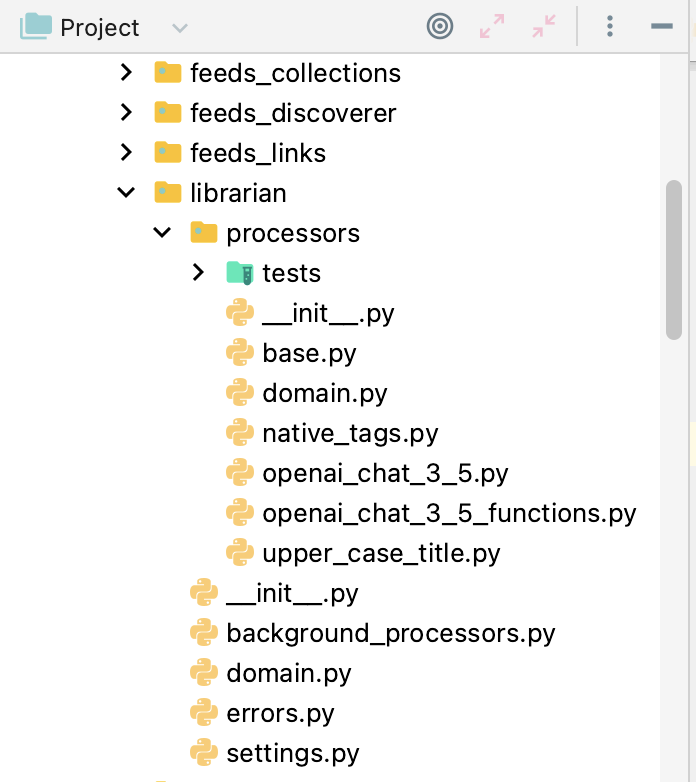 Project
feeds_collections
feeds_discoverer
feeds_links
librarian
processors
tests
__init__.py
base.py
domain.py
native_tags.py
openai_chat_3_5.py
openai_chat_3_5_functions.py
upper_case_title.py
__init__.py
background_processors.py
domain.py
errors.py
settings.py